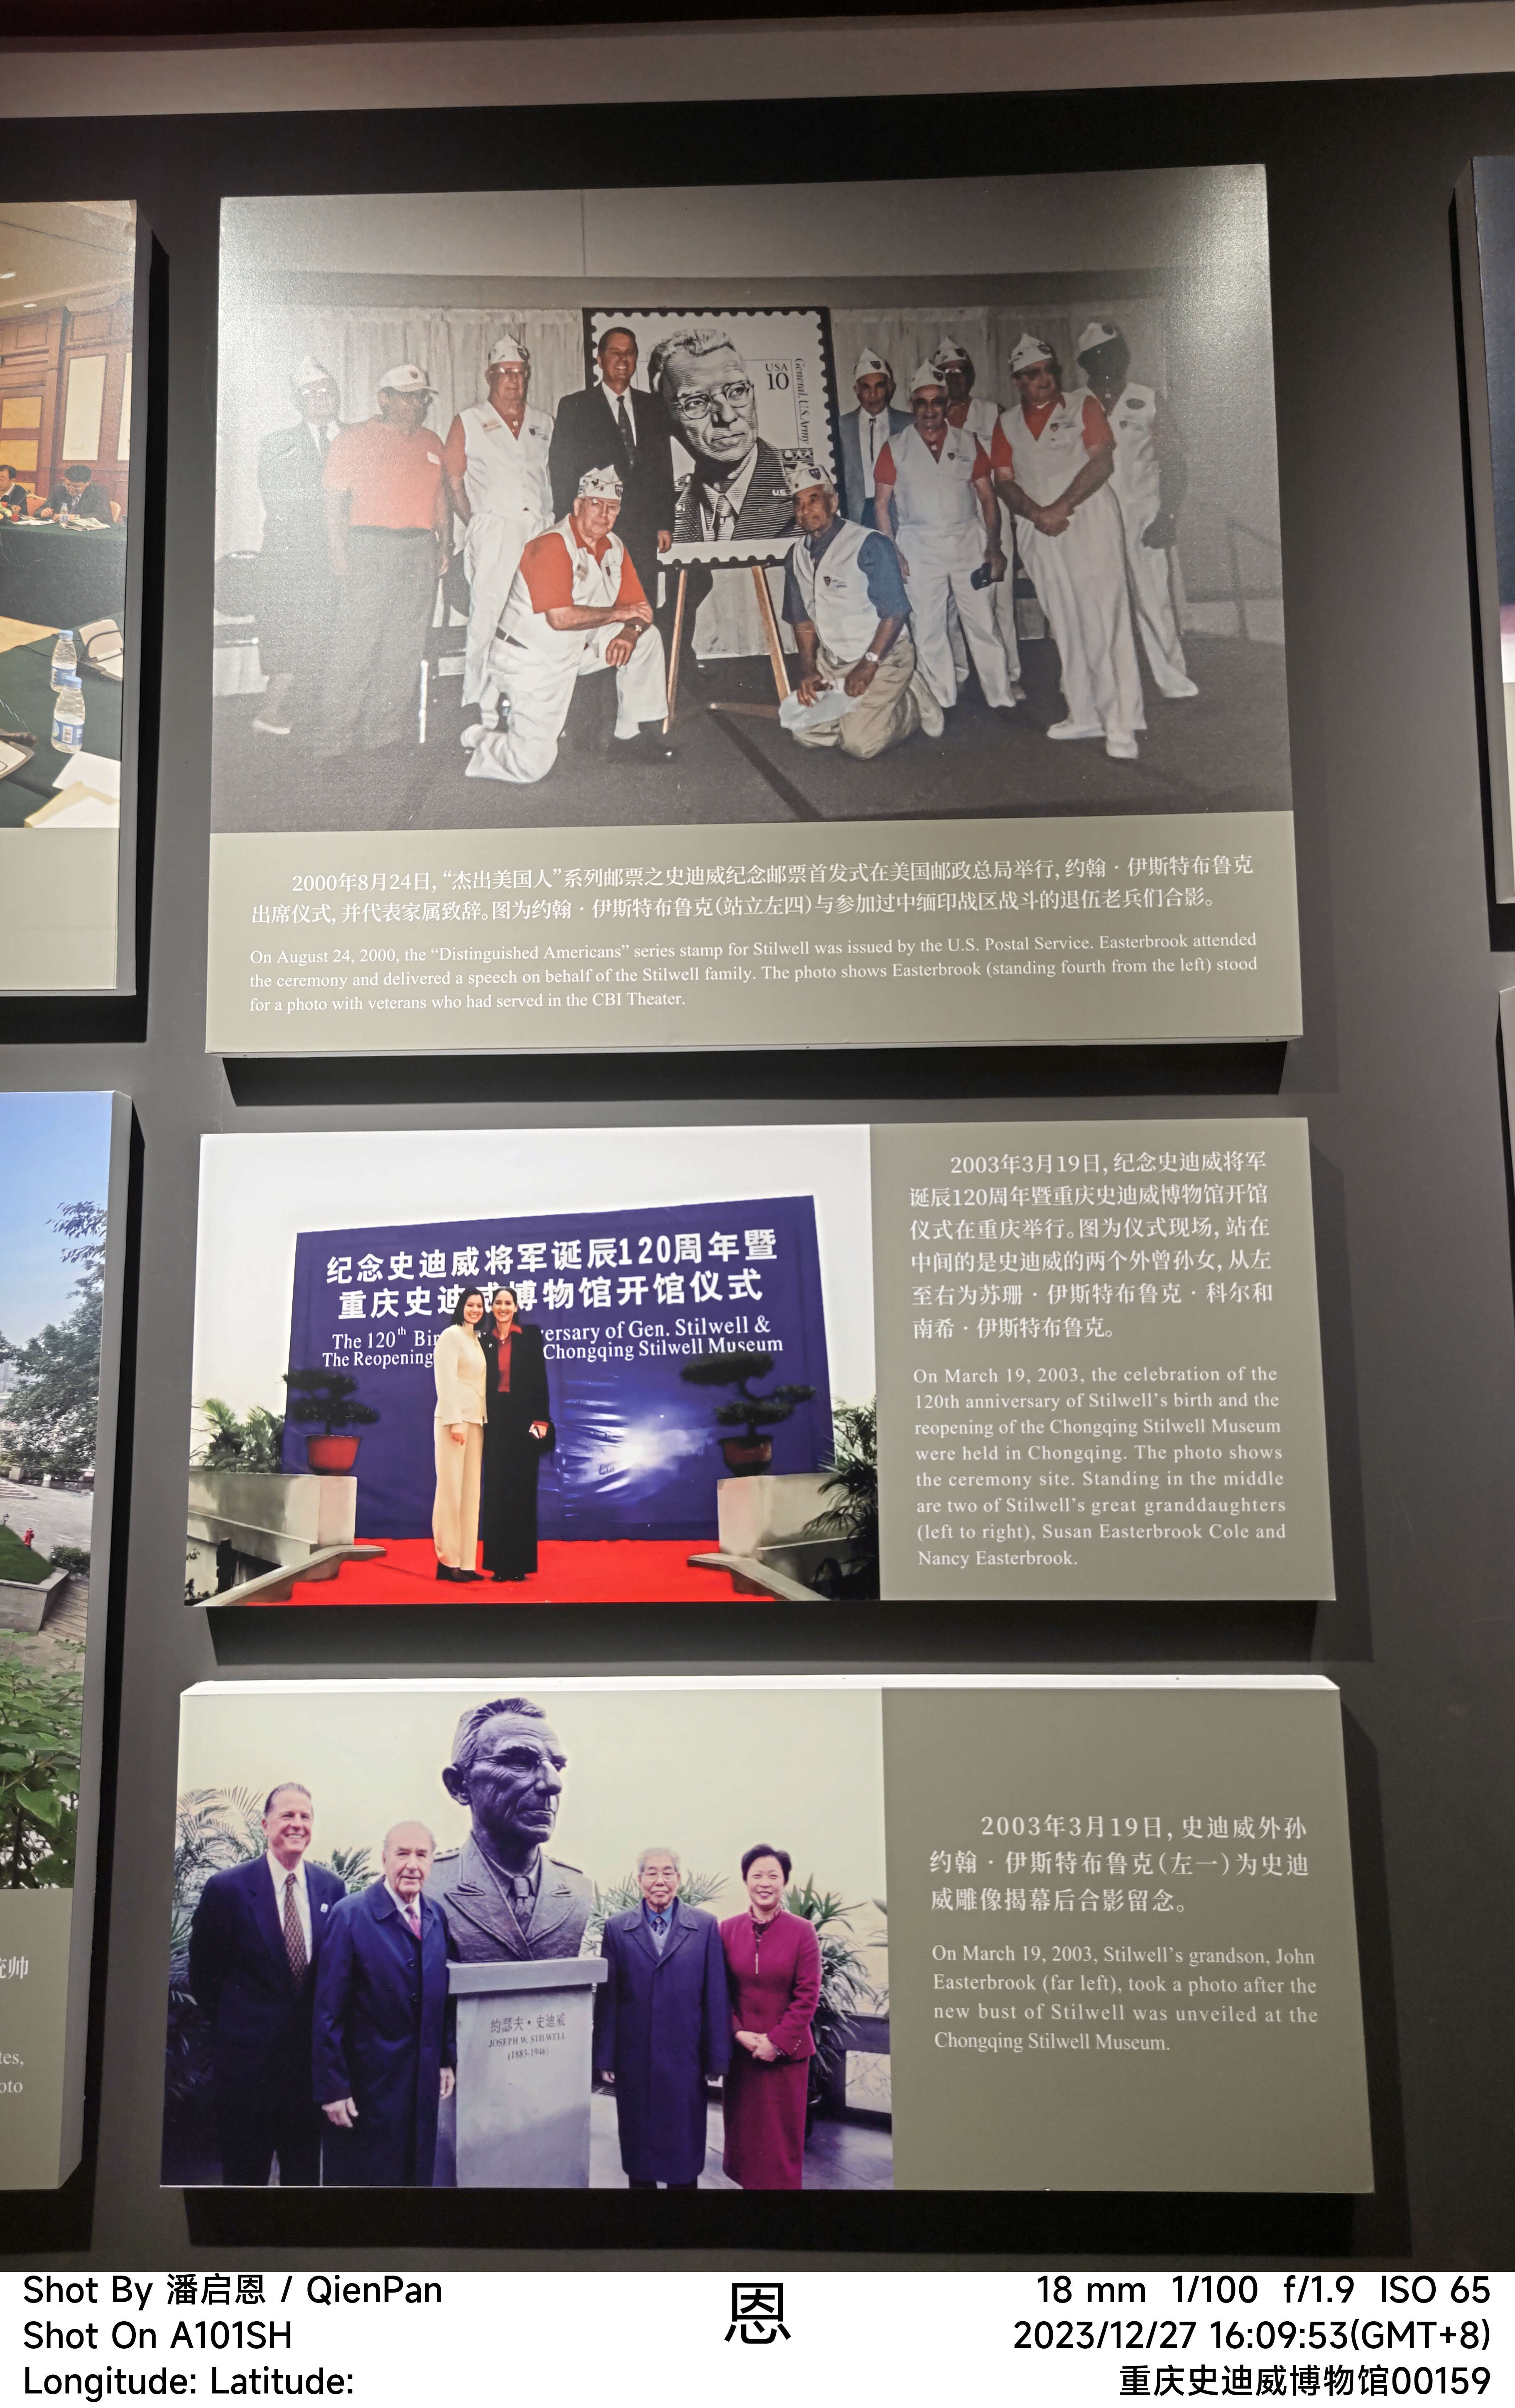 USA
10
General, U.S. Army
2000年8月24日，“杰出美国人”系列邮票之史迪威纪念邮票首发式在美国邮政总局举行，约翰·伊斯特布鲁克
出席仪式，并代表家属致辞。图为约翰·伊斯特布鲁克（站立左四）与参加过中缅印战区战斗的退伍老兵们合影。
On August 24, 2000, the “Distinguished Americans” series stamp for Stilwell was issued by the U.S. Postal Service. Easterbrook attended
the ceremony and delivered a speech on behalf of the Stilwell family. The photo shows Easterbrook (standing fourth from the left) stood
for a photo with veterans who had served in the CBI Theater.
纪念史迪威将军诞辰120周年暨
重庆史迪威博物馆开馆仪式
The 120th Bir ersary of Gen. Stilwell &
The Reopening Chongqing Stilwell Museum
2003年3月19日，纪念史迪威将军
诞辰120周年暨重庆史迪威博物馆开馆
仪式在重庆举行。图为仪式现场，站在
中间的是史迪威的两个外曾孙女，从左
至右为苏珊·伊斯特布鲁克·科尔和
南希·伊斯特布鲁克。
On March 19, 2003, the celebration of the
120th anniversary of Stilwell’s birth and the
reopening of the Chongqing Stilwell Museum
were held in Chongqing. The photo shows
the ceremony site. Standing in the middle
are two of Stilwell’s great granddaughters
(left to right), Susan Easterbrook Cole and
Nancy Easterbrook.
約瑟夫·史迪威
JOSEPH W. STILWELL
(1883-1946)
2003年3月19日，史迪威外孙
约翰·伊斯特布鲁克（左一）为史迪
威雕像揭幕后合影留念。
On March 19, 2003, Stilwell’s grandson, John
Easterbrook (far left), took a photo after the
new bust of Stilwell was unveiled at the
Chongqing Stilwell Museum.
帅
tes,
oto
Shot By 潘启恩 / QienPan
Shot On A101SH
Longitude: Latitude:
恩
18 mm 1/100 f/1.9 ISO 65
2023/12/27 16:09:53(GMT+8)
重庆史迪威博物馆00159